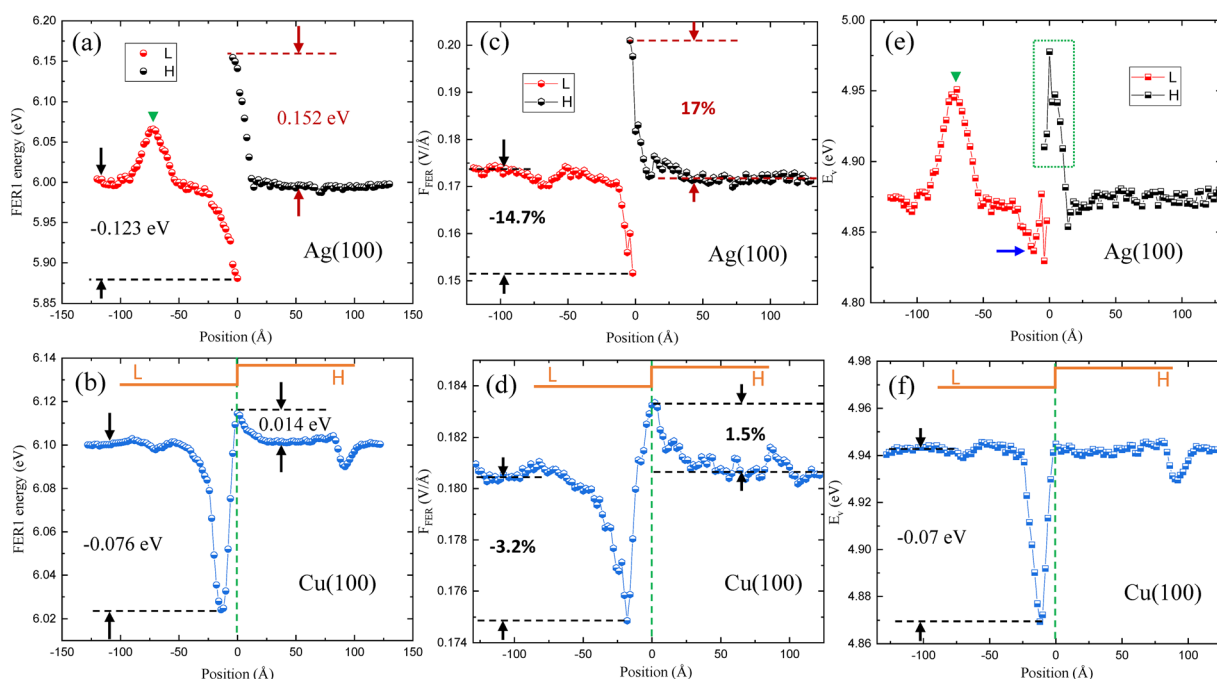 (a)
L
H
0.152 eV
-0.123 eV
Ag(100)
FER1 energy (eV)
6.20
6.15
6.10
6.05
6.00
5.95
5.90
5.85
-150
-100
-50
0
50
100
150
Position (Å)
(c)
L
H
17%
-14.7%
Ag(100)
F_FER (V/Å)
0.20
0.19
0.18
0.17
0.16
0.15
-100
-50
0
50
100
Position (Å)
(e)
L
H
Ag(100)
E_v (eV)
5.00
4.95
4.90
4.85
4.80
-100
-50
0
50
100
Position (Å)
(b)
L
H
0.014 eV
-0.076 eV
Cu(100)
FER1 energy (eV)
6.14
6.12
6.10
6.08
6.06
6.04
6.02
-150
-100
-50
0
50
100
150
Position (Å)
(d)
L
H
1.5%
-3.2%
Cu(100)
F_FER (V/Å)
0.184
0.182
0.180
0.178
0.176
0.174
-100
-50
0
50
100
Position (Å)
(f)
L
H
-0.07 eV
Cu(100)
E_v (eV)
4.98
4.96
4.94
4.92
4.90
4.88
4.86
-100
-50
0
50
100
Position (Å)